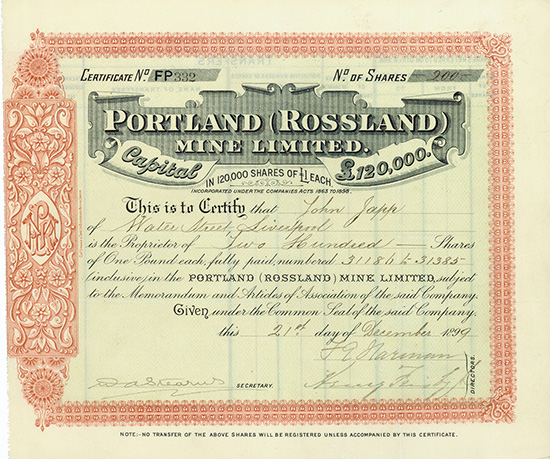 CERTIFICATE No FP332 No. OF SHARES 200
PORTLAND (ROSSLAND)
MINE LIMITED.
Capital £120,000.
IN 120,000 SHARES OF £1 EACH.
INCORPORATED UNDER THE COMPANIES ACTS 1862 TO 1898.
This is to Certify that John Japp
of Water Street, Liverpool
is the Proprietor of Two Hundred Shares
of One Pound each, fully paid, numbered 31186 to 31385
(inclusive) in the PORTLAND (ROSSLAND) MINE LIMITED, subject
to the Memorandum and Articles of Association of the said Company.
Given under the Common Seal of the said Company.
this 21st day of December 1899
SECRETARY.
DIRECTORS.
NOTE:-NO TRANSFER OF THE ABOVE SHARES WILL BE REGISTERED UNLESS ACCOMPANIED BY THIS CERTIFICATE.